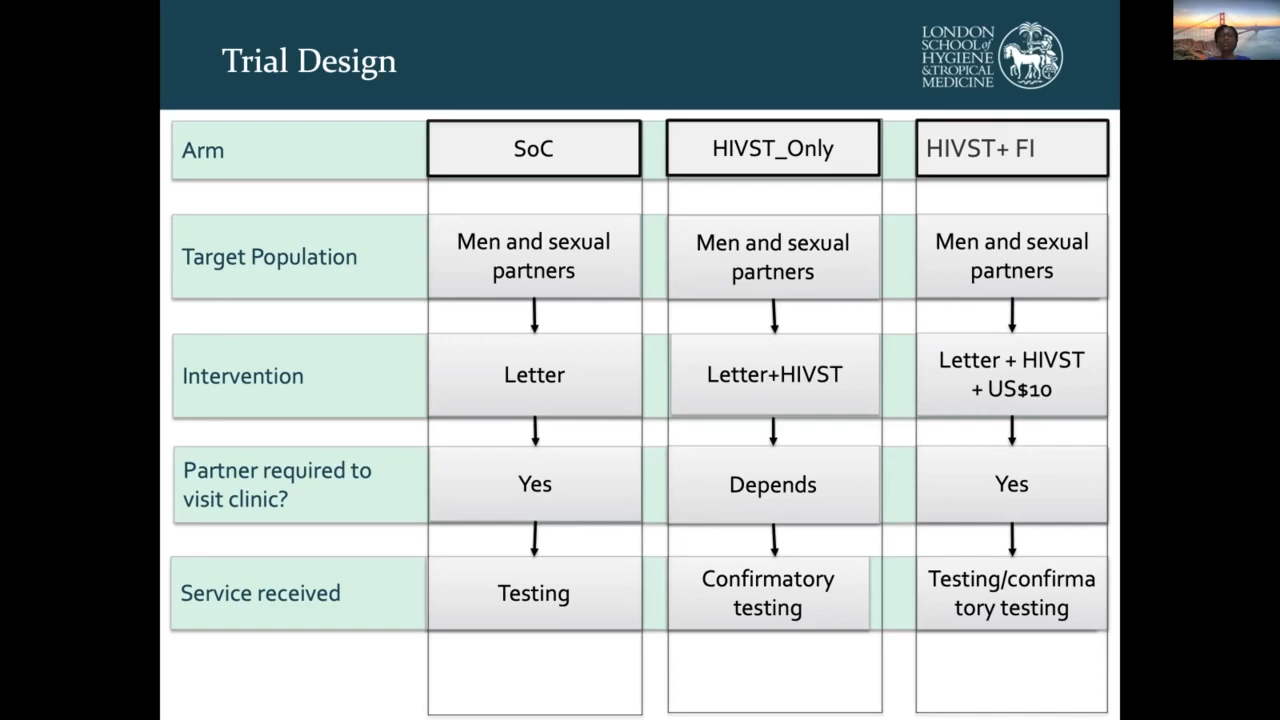 Trial Design
LONDON
SCHOOL of
HYGIENE
& TROPICAL
MEDICINE
Arm
SoC
HIVST_Only
HIVST+ FI
Target Population
Men and sexual
partners
Men and sexual
partners
Men and sexual
partners
Intervention
Letter
Letter+HIVST
Letter + HIVST
+ US$10
Partner required to
visit clinic?
Yes
Depends
Yes
Service received
Testing
Confirmatory
testing
Testing/confirma
tory testing